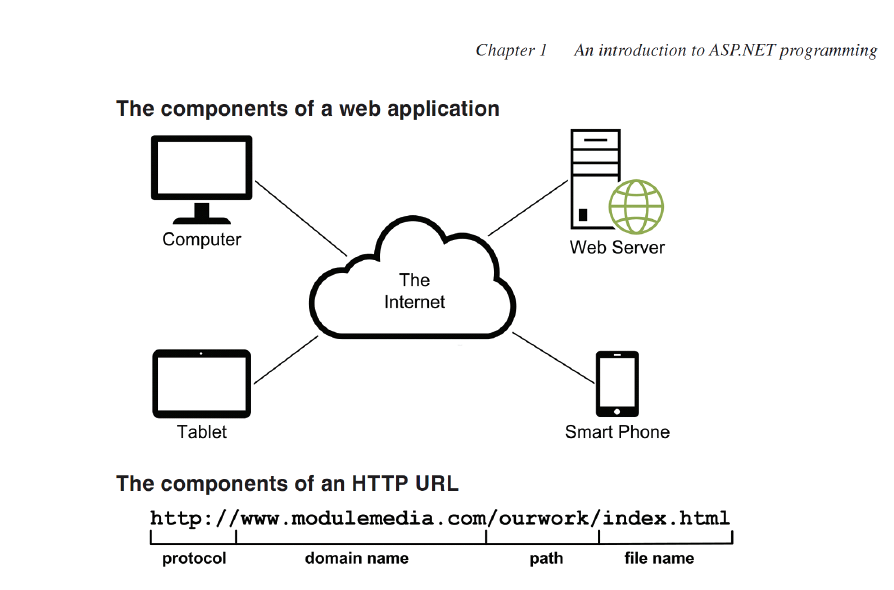 Chapter 1 An introduction to ASP.NET programming
The components of a web application
Computer
Web Server
The
Internet
Tablet
Smart Phone
The components of an HTTP URL
http://www.modulemedia.com/ourwork/index.html
protocol domain name path file name